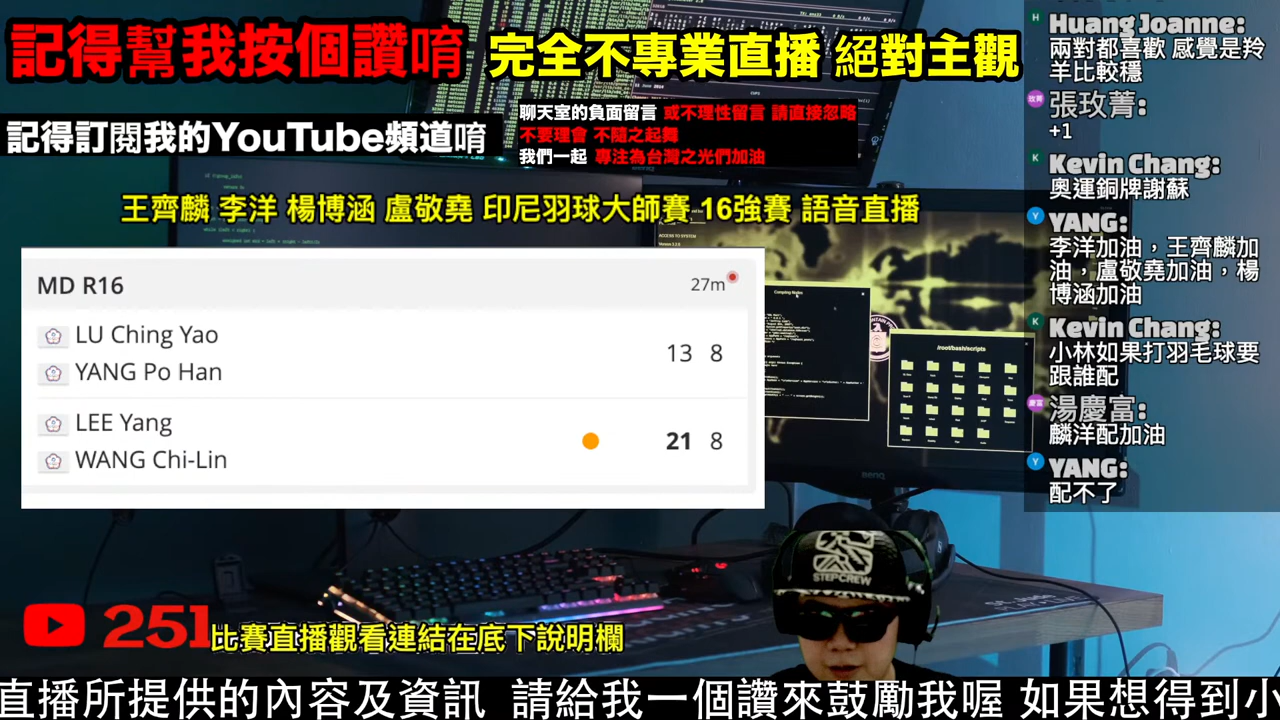 記得幫我按個讚唷
完全不專業直播 絕對主觀
記得訂閱我的YouTube頻道唷
聊天室的負面留言 或不理性留言 請直接忽略
不要理會 不隨之起舞
我們一起 專注為台灣之光們加油
王齊麟 李洋 楊博涵 盧敬堯 印尼羽球大師賽 16強賽 語音直播
MD R16
27m
LU Ching Yao
YANG Po Han
13 8
LEE Yang
WANG Chi-Lin
21 8
H
Huang Joanne:
兩對都喜歡 感覺是羚
羊比較穩
玫菁
張玫菁:
+1
K
Kevin Chang:
奧運銅牌謝蘇
Y
YANG:
李洋加油，王齊麟加
油，盧敬堯加油，楊
博涵加油
K
Kevin Chang:
小林如果打羽毛球要
跟誰配
慶富
湯慶富:
麟洋配加油
Y
YANG:
配不了
/root/bash/scripts
BenQ
STEPCREW
251
比賽直播觀看連結在底下說明欄
直播所提供的內容及資訊 請給我一個讚來鼓勵我喔 如果想得到小